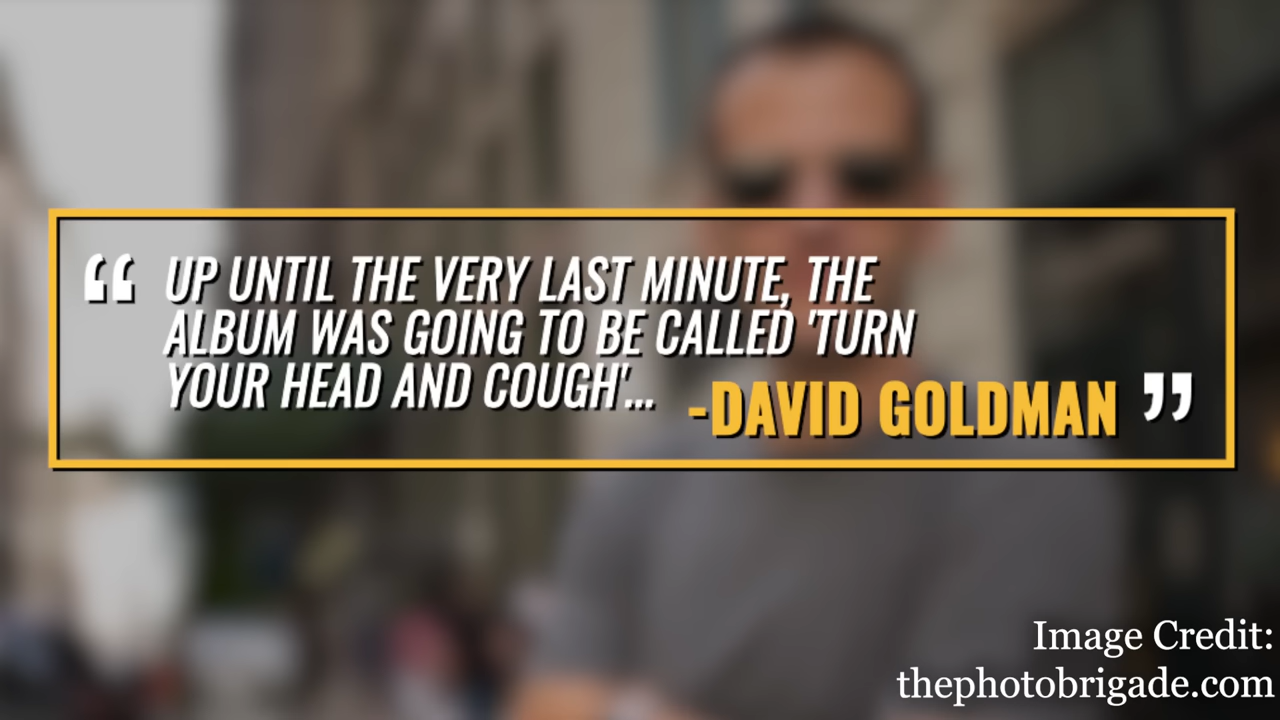 “ UP UNTIL THE VERY LAST MINUTE, THE
ALBUM WAS GOING TO BE CALLED 'TURN
YOUR HEAD AND COUGH'...
-DAVID GOLDMAN ”
Image Credit:
thephotobrigade.com